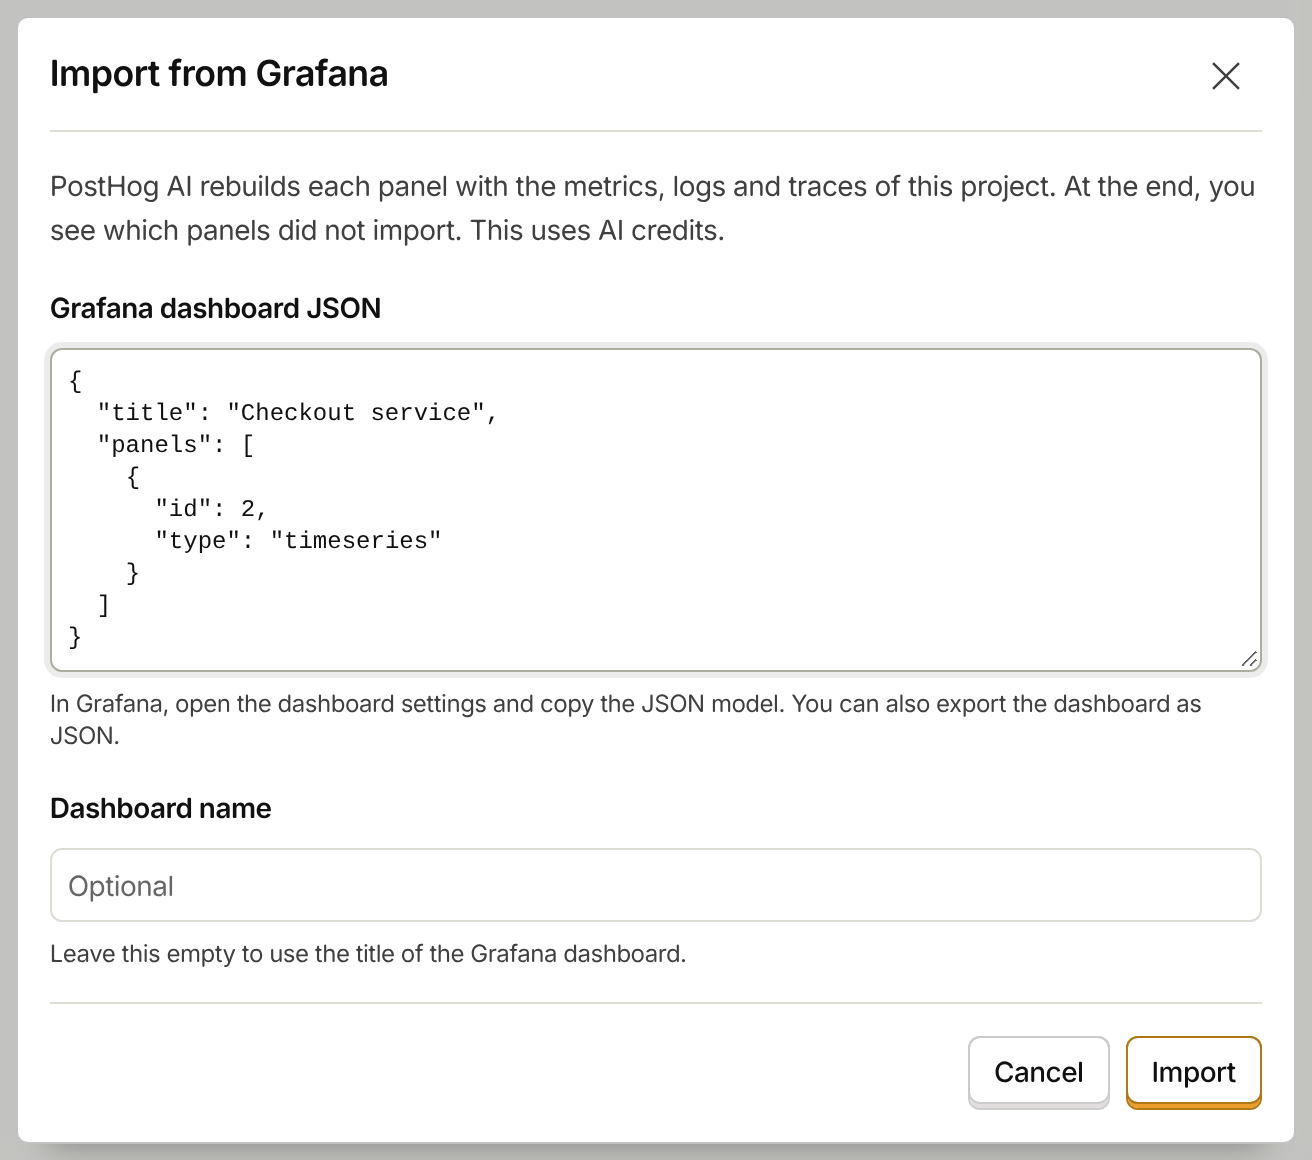 Import from Grafana
PostHog AI rebuilds each panel with the metrics, logs and traces of this project. At the end, you
see which panels did not import. This uses AI credits.
Grafana dashboard JSON
{
  "title": "Checkout service",
  "panels": [
    {
      "id": 2,
      "type": "timeseries"
    }
  ]
}
In Grafana, open the dashboard settings and copy the JSON model. You can also export the dashboard as
JSON.
Dashboard name
Optional
Leave this empty to use the title of the Grafana dashboard.
Cancel
Import